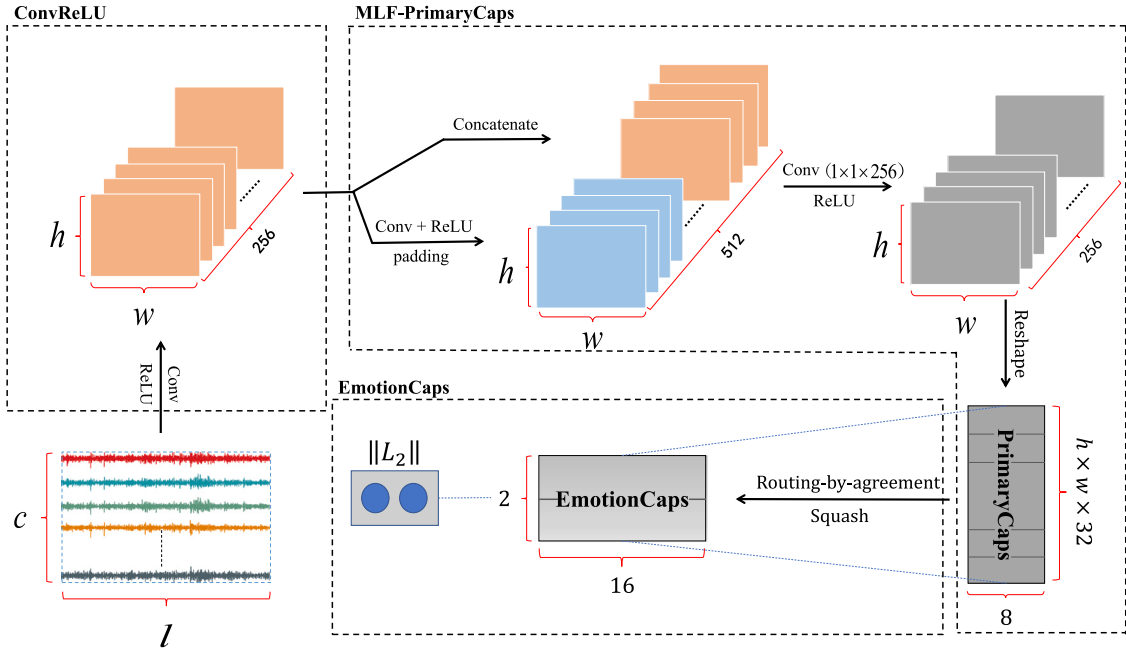 ConvReLU
MLF-PrimaryCaps
h
w
256
Concatenate
Conv + ReLU
padding
h
w
512
Conv (1×1×256)
ReLU
h
w
256
Reshape
Conv
ReLU
c
l
EmotionCaps
‖L₂‖
2
EmotionCaps
16
Routing-by-agreement
Squash
PrimaryCaps
h × w × 32
8